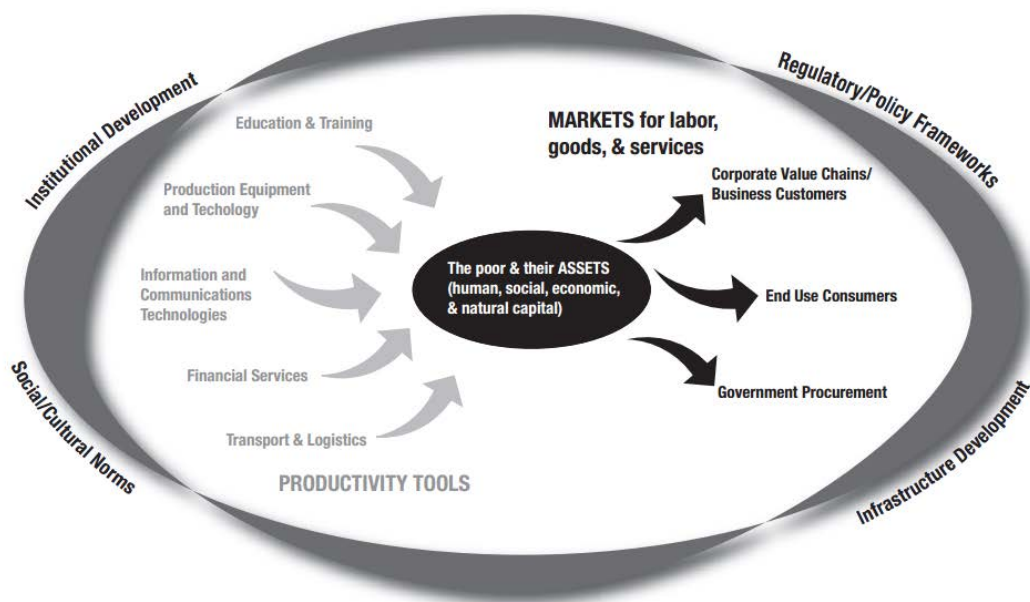 Institutional Development
Regulatory/Policy Frameworks
Education & Training
Production Equipment
and Techology
Information and
Communications
Technologies
Financial Services
Transport & Logistics
PRODUCTIVITY TOOLS
The poor & their ASSETS
(human, social, economic,
& natural capital)
MARKETS for labor,
goods, & services
Corporate Value Chains/
Business Customers
End Use Consumers
Government Procurement
Social/Cultural Norms
Infrastructure Development